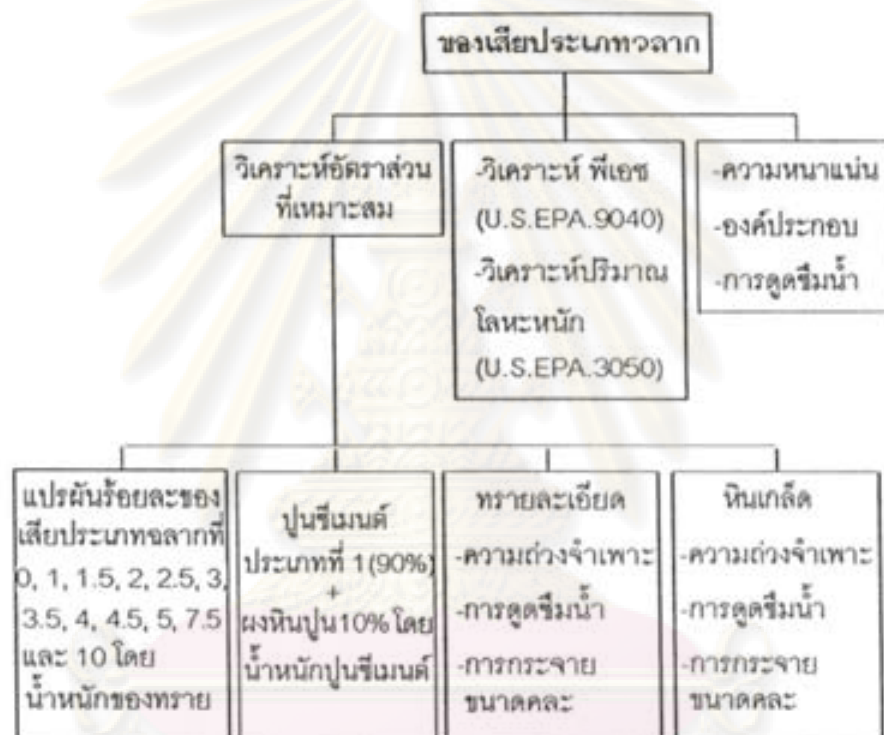 ของเสียประเภทฉลาก
วิเคราะห์อัตราส่วน
ที่เหมาะสม
-วิเคราะห์ พีเอช
(U.S.EPA.9040)
-วิเคราะห์ปริมาณ
โลหะหนัก
(U.S.EPA.3050)
-ความหนาแน่น
-องค์ประกอบ
-การดูดซึมน้ำ
แปรผันร้อยละของ
เสียประเภทฉลากที่
0, 1, 1.5, 2, 2.5, 3,
3.5, 4, 4.5, 5, 7.5
และ 10 โดย
น้ำหนักของทราย
ปูนซีเมนต์
ประเภทที่ 1 (90%)
+
ผงหินปูน 10% โดย
น้ำหนักปูนซีเมนต์
ทรายละเอียด
-ความถ่วงจำเพาะ
-การดูดซึมน้ำ
-การกระจาย
ขนาดคละ
หินเกล็ด
-ความถ่วงจำเพาะ
-การดูดซึมน้ำ
-การกระจาย
ขนาดคละ